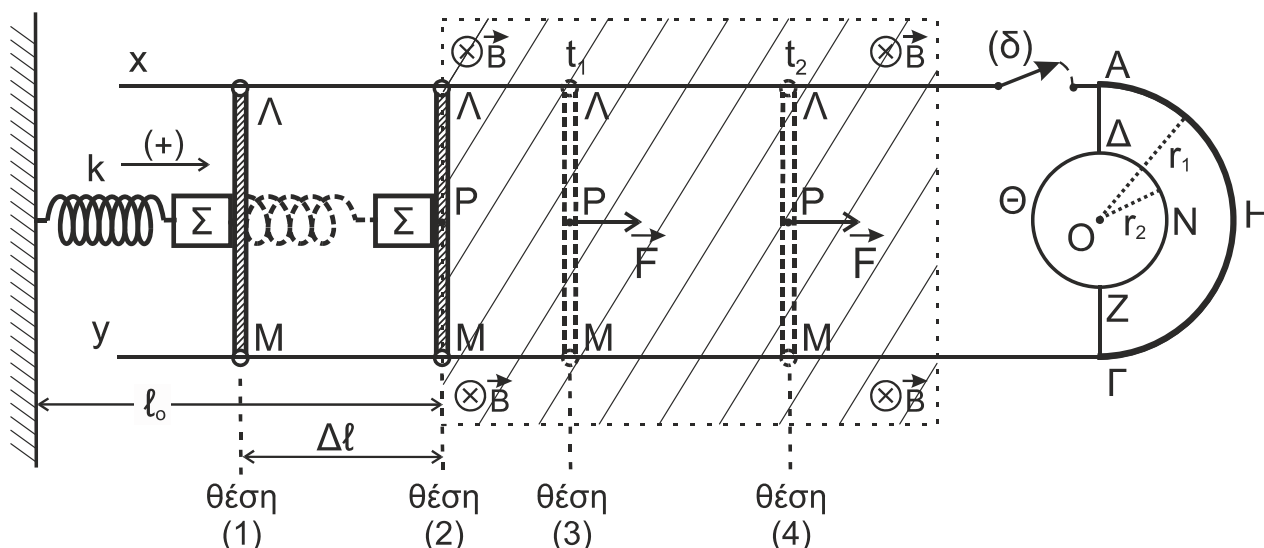 x
k
(+)
Λ
Σ
M
y
ℓₒ
Δℓ
Λ
Σ
P
M
B
B
t₁
Λ
P
F
M
B
t₂
Λ
P
F
M
B
(δ)
A
Δ
r₁
Θ
O
r₂
N
H
Z
Γ
θέση
(1)
θέση
(2)
θέση
(3)
θέση
(4)